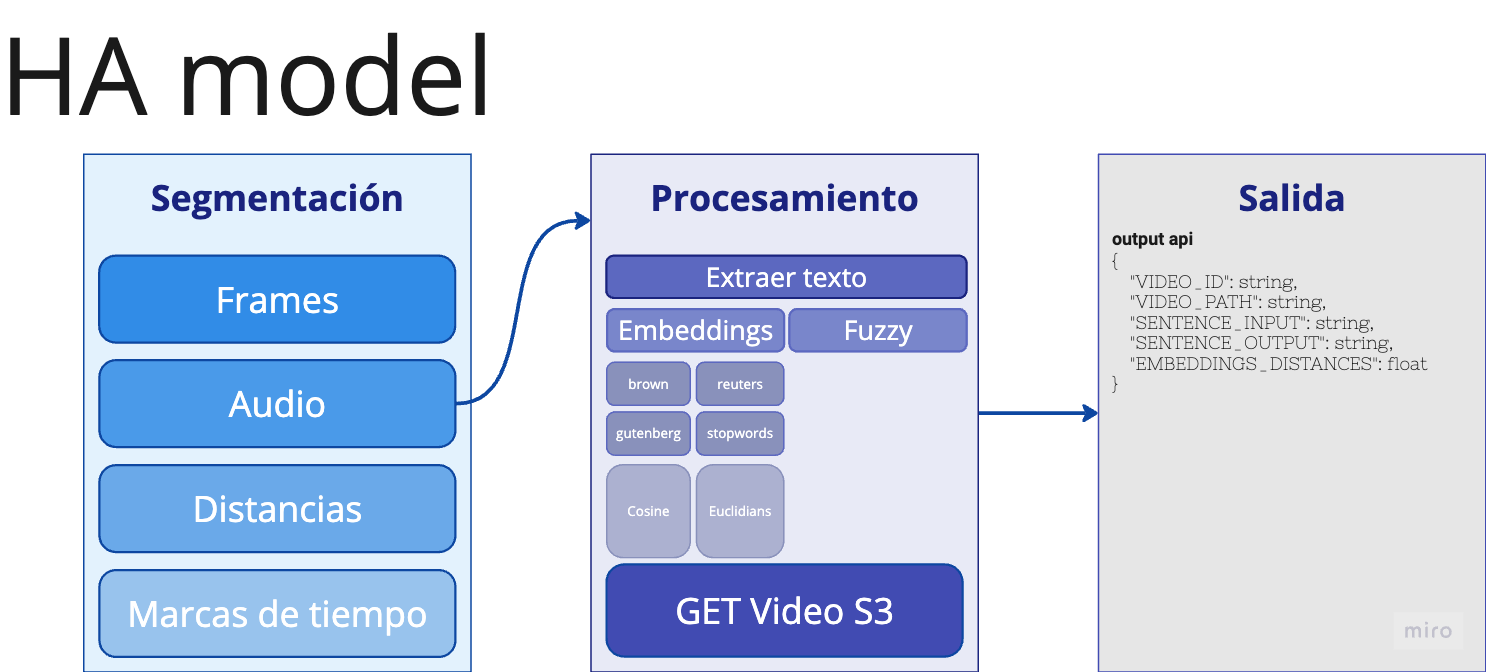 HA model
Segmentación
Frames
Audio
Distancias
Marcas de tiempo
Procesamiento
Extraer texto
Embeddings
Fuzzy
brown
reuters
gutenberg
stopwords
Cosine
Euclidians
GET Video S3
Salida
output api
{
"VIDEO_ID": string,
"VIDEO_PATH": string,
"SENTENCE_INPUT": string,
"SENTENCE_OUTPUT": string,
"EMBEDDINGS_DISTANCES": float
}
miro